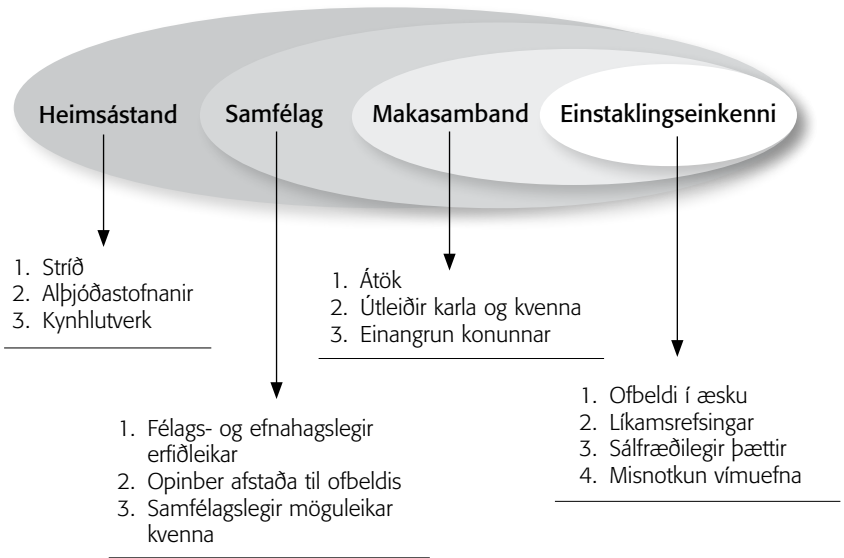 Heimsástand
Samfélag
Makasamband
Einstaklingseinkenni
1. Stríð
2. Alþjóðastofnanir
3. Kynhlutverk
1. Félags- og efnahagslegir
erfiðleikar
2. Opinber afstaða til ofbeldis
3. Samfélagslegir möguleikar
kvenna
1. Átök
2. Útleiðir karla og kvenna
3. Einangrun konunnar
1. Ofbeldi í æsku
2. Líkamsrefsingar
3. Sálfræðilegir þættir
4. Misnotkun vímuefna